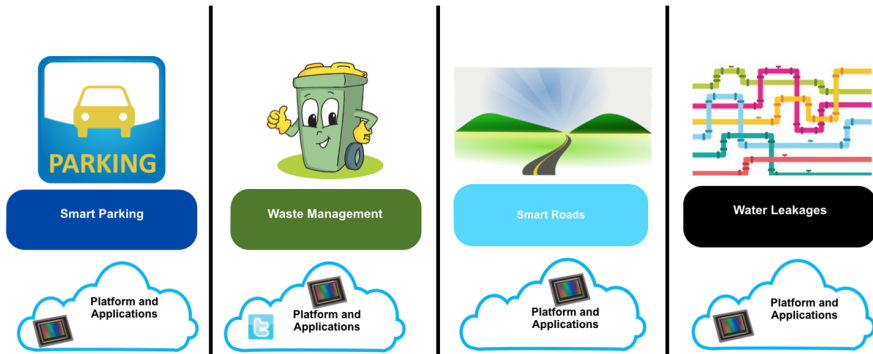 PARKING
Smart Parking
Waste Management
Smart Roads
Water Leakages
Platform and
Applications
Platform and
Applications
Platform and
Applications
Platform and
Applications